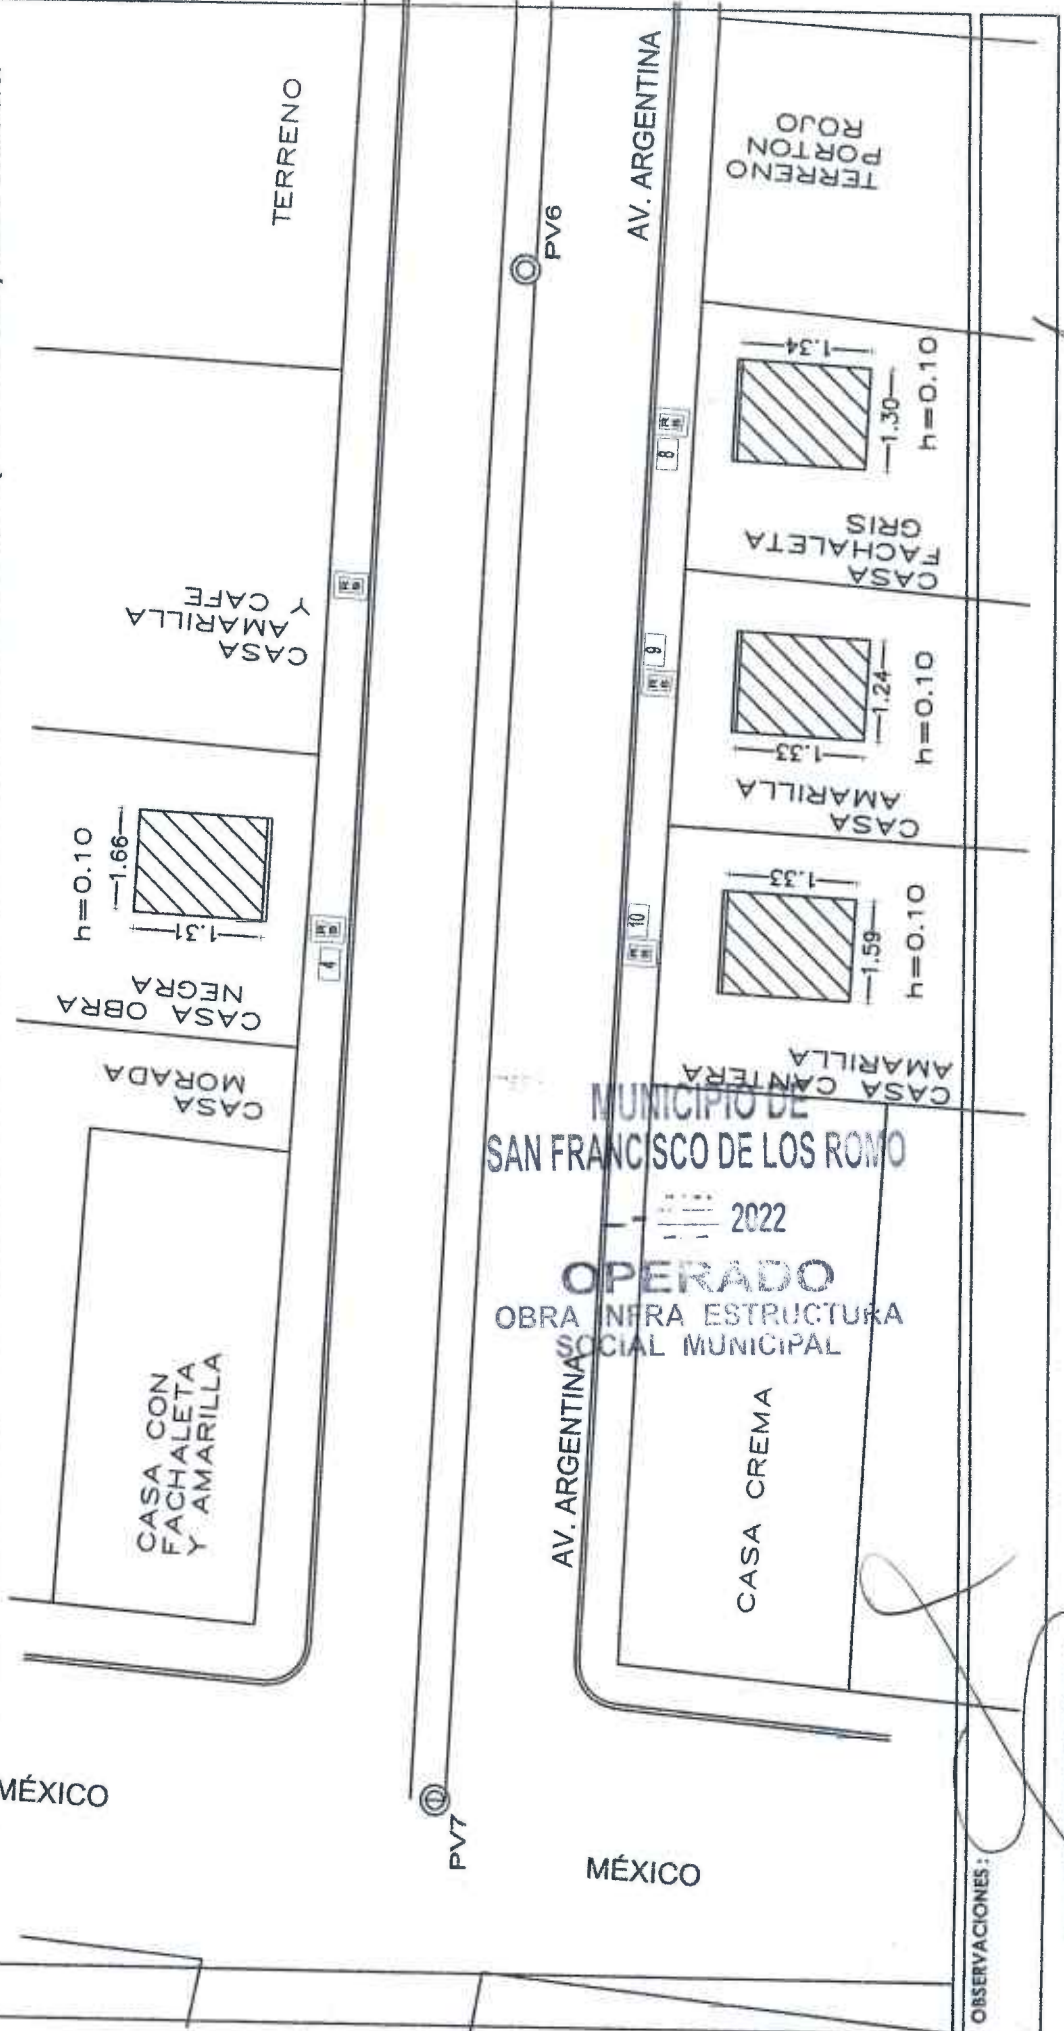 TERRENO
AV. ARGENTINA
TERRENO
PORTON
ROJO
PV6
1.34
1.30
h=0.10
8
CASA
FACHALETA
GRIS
CASA
AMARILLA
Y CAFE
9
1.33
1.24
h=0.10
CASA
AMARILLA
h=0.10
1.66
1.31
4
CASA OBRA
NEGRA
10
1.33
1.59
h=0.10
CASA CANTERA
AMARILLA
CASA
MORADA
MUNICIPIO DE
SAN FRANCISCO DE LOS ROMO
2022
OPERADO
OBRA INFRA ESTRUCTURA
SOCIAL MUNICIPAL
CASA CON
FACHALETA
Y AMARILLA
AV. ARGENTINA
CASA CREMA
MÉXICO
PV7
MÉXICO
OBSERVACIONES: